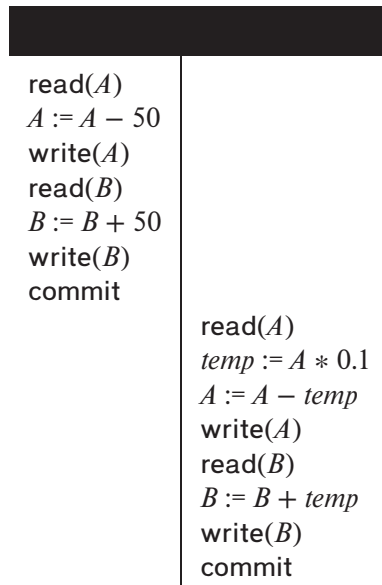 read(A)
A := A − 50
write(A)
read(B)
B := B + 50
write(B)
commit
read(A)
temp := A ∗ 0.1
A := A − temp
write(A)
read(B)
B := B + temp
write(B)
commit